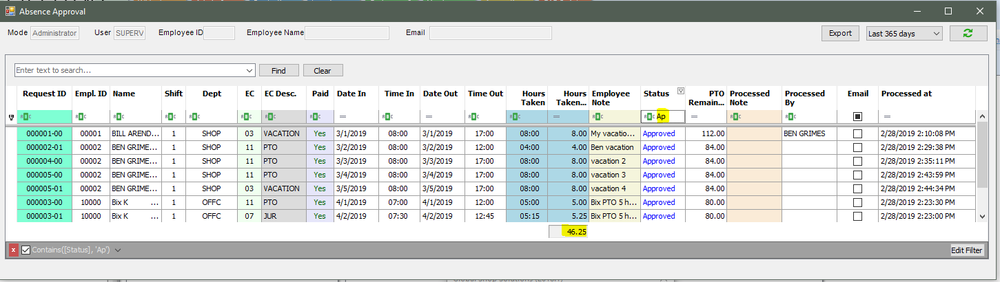 Absence Approval
Mode Administrator User SUPERV Employee ID Employee Name Email Export Last 365 days
Enter text to search... Find Clear
Request ID Empl. ID Name Shift Dept EC EC Desc. Paid Date In Time In Date Out Time Out Hours Taken Hours Taken... Employee Note Status PTO Remain... Processed Note Processed By Email Processed at
Ap
000001-00 00001 BILL AREND... 1 SHOP 03 VACATION Yes 3/1/2019 08:00 3/1/2019 17:00 08:00 8.00 My vacatio... Approved 112.00 BEN GRIMES 2/28/2019 2:10:08 PM
000002-01 00002 BEN GRIME... 1 SHOP 11 PTO Yes 3/2/2019 08:00 3/2/2019 12:00 04:00 4.00 Ben vacation Approved 84.00 2/28/2019 2:29:38 PM
000004-00 00002 BEN GRIME... 1 SHOP 11 PTO Yes 3/3/2019 08:00 3/3/2019 17:00 08:00 8.00 vacation 2 Approved 84.00 2/28/2019 2:35:11 PM
000005-00 00002 BEN GRIME... 1 SHOP 11 PTO Yes 3/4/2019 08:00 3/4/2019 17:00 08:00 8.00 vacation 3 Approved 84.00 2/28/2019 2:43:59 PM
000005-01 00002 BEN GRIME... 1 SHOP 03 VACATION Yes 3/5/2019 08:00 3/5/2019 17:00 08:00 8.00 vacation 4 Approved 84.00 2/28/2019 2:44:34 PM
000003-00 10000 Bix K ... 1 OFFC 11 PTO Yes 4/1/2019 07:00 4/1/2019 12:00 05:00 5.00 Bix PTO 5 h... Approved 80.00 2/28/2019 2:23:30 PM
000003-01 10000 Bix K ... 1 OFFC 07 JUR Yes 4/2/2019 07:30 4/2/2019 12:45 05:15 5.25 Bix PTO 5 h... Approved 80.00 2/28/2019 2:23:00 PM
46.25
x Contains([Status], 'Ap') Edit Filter